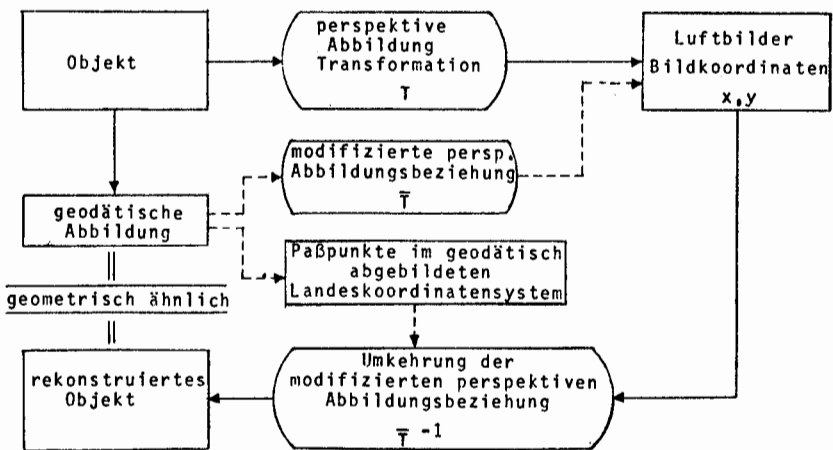 Objekt
perspektive
Abbildung
Transformation
T
Luftbilder
Bildkoordinaten
x,y
modifizierte persp.
Abbildungsbeziehung
T̅
geodätische
Abbildung
Paßpunkte im geodätisch
abgebildeten
Landeskoordinatensystem
geometrisch ähnlich
rekonstruiertes
Objekt
Umkehrung der
modifizierten perspektiven
Abbildungsbeziehung
T̅ -1